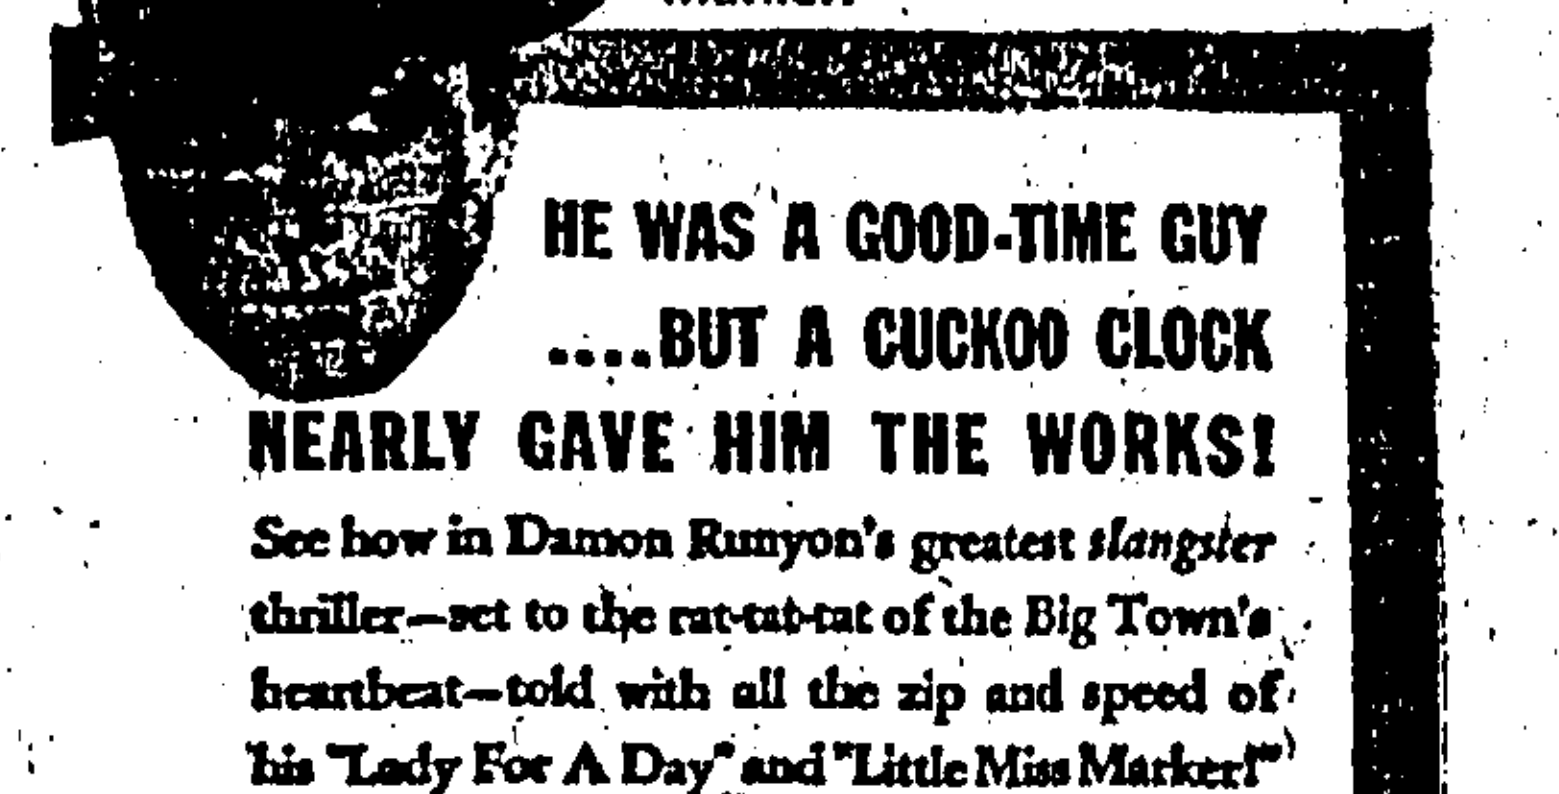 HE WAS A GOOD-TIME GUY
....BUT A CUCKOO CLOCK
NEARLY GAVE HIM THE WORKS!
See how in Damon Runyon's greatest slangster
thriller—set to the rat-tat-tat of the Big Town's
heartbeat—told with all the zip and speed of
his "Lady For A Day" and "Little Miss Marker!"